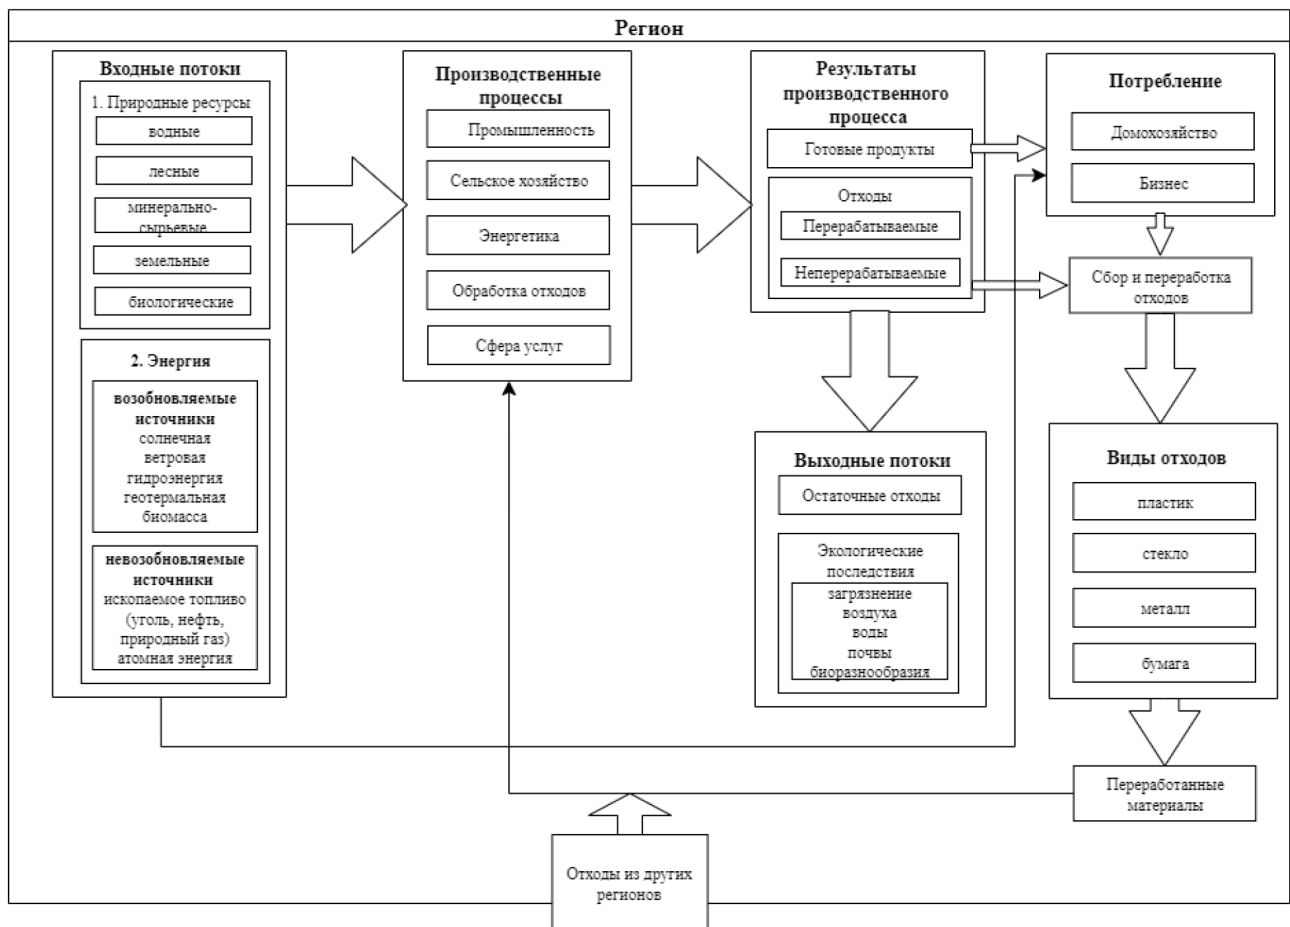 Регион
Входные потоки
1. Природные ресурсы
водные
лесные
минерально-
сырьевые
земельные
биологические
2. Энергия
возобновляемые
источники
солнечная
ветровая
гидроэнергия
геотермальная
биомасса
невозобновляемые
источники
ископаемое топливо
(уголь, нефть,
природный газ)
атомная энергия
Производственные
процессы
Промышленность
Сельское хозяйство
Энергетика
Обработка отходов
Сфера услуг
Результаты
производственного
процесса
Готовые продукты
Отходы
Перерабатываемые
Неперерабатываемые
Выходные потоки
Остаточные отходы
Экологические
последствия
загрязнение
воздуха
воды
почвы
биоразнообразия
Потребление
Домохозяйство
Бизнес
Сбор и переработка
отходов
Виды отходов
пластик
стекло
металл
бумага
Переработанные
материалы
Отходы из других
регионов